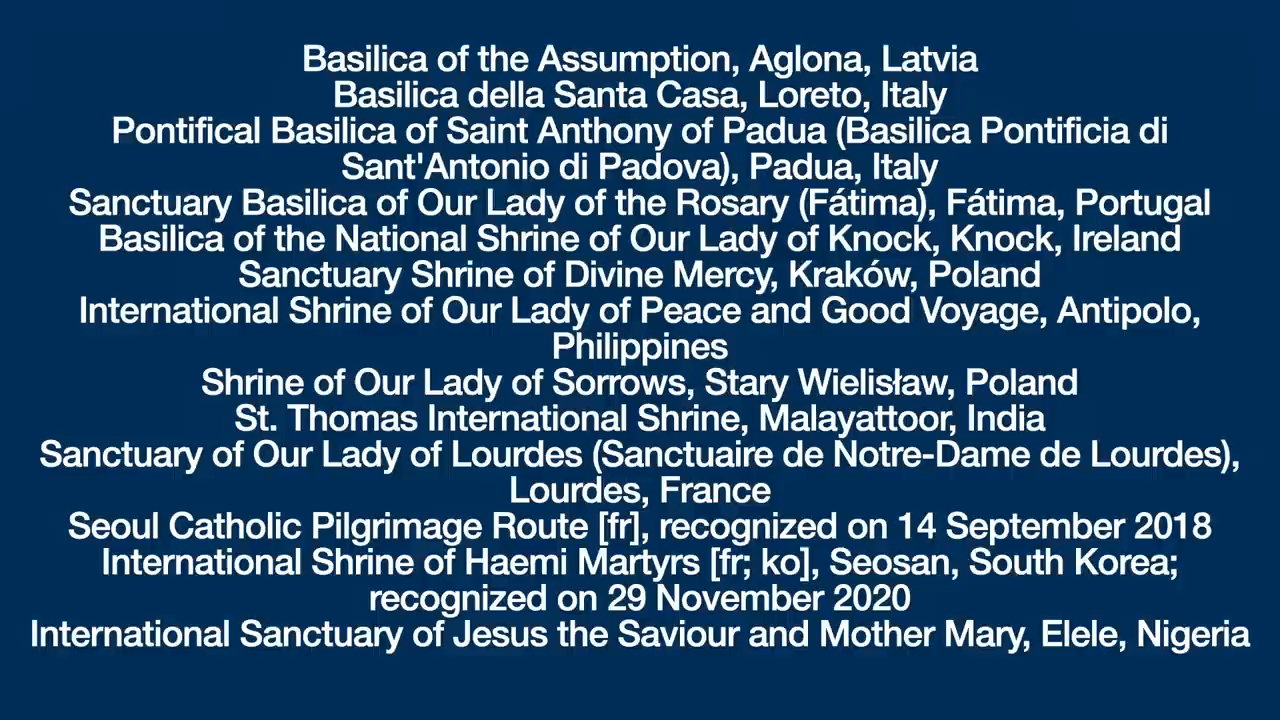 Basilica of the Assumption, Aglona, Latvia
Basilica della Santa Casa, Loreto, Italy
Pontifical Basilica of Saint Anthony of Padua (Basilica Pontificia di
Sant'Antonio di Padova), Padua, Italy
Sanctuary Basilica of Our Lady of the Rosary (Fátima), Fátima, Portugal
Basilica of the National Shrine of Our Lady of Knock, Knock, Ireland
Sanctuary Shrine of Divine Mercy, Kraków, Poland
International Shrine of Our Lady of Peace and Good Voyage, Antipolo,
Philippines
Shrine of Our Lady of Sorrows, Stary Wielisław, Poland
St. Thomas International Shrine, Malayattoor, India
Sanctuary of Our Lady of Lourdes (Sanctuaire de Notre-Dame de Lourdes),
Lourdes, France
Seoul Catholic Pilgrimage Route [fr], recognized on 14 September 2018
International Shrine of Haemi Martyrs [fr; ko], Seosan, South Korea;
recognized on 29 November 2020
International Sanctuary of Jesus the Saviour and Mother Mary, Elele, Nigeria